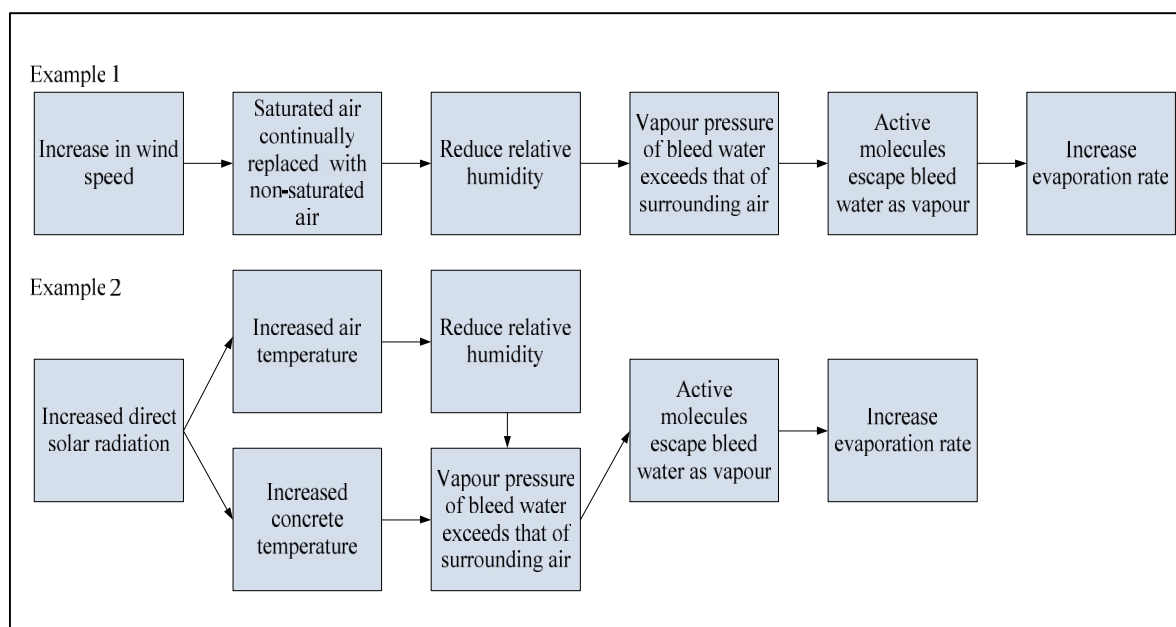 Example 1
Increase in wind
speed
Saturated air
continually
replaced with
non-saturated
air
Reduce relative
humidity
Vapour pressure
of bleed water
exceeds that of
surrounding air
Active
molecules
escape bleed
water as vapour
Increase
evaporation rate
Example 2
Increased direct
solar radiation
Increased air
temperature
Reduce relative
humidity
Increased
concrete
temperature
Vapour pressure
of bleed water
exceeds that of
surrounding air
Active
molecules
escape bleed
water as vapour
Increase
evaporation rate